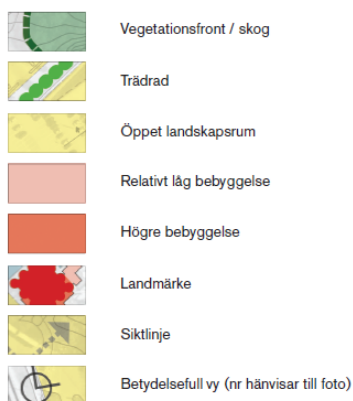 Vegetationsfront / skog
Trädrad
Öppet landskapsrum
Relativt låg bebyggelse
Högre bebyggelse
Landmärke
Siktlinje
Betydelsefull vy (nr hänvisar till foto)